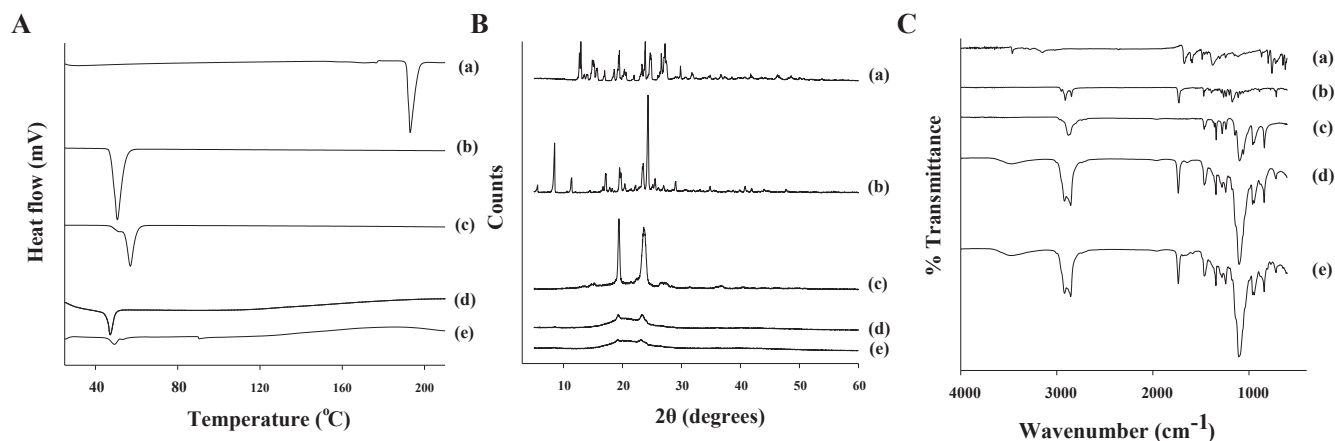 A
Heat flow (mV)
(a)
(b)
(c)
(d)
(e)
40 80 120 160 200
Temperature (°C)
B
Counts
(a)
(b)
(c)
(d)
(e)
10 20 30 40 50 60
2θ (degrees)
C
% Transmittance
(a)
(b)
(c)
(d)
(e)
4000 3000 2000 1000
Wavenumber (cm⁻¹)